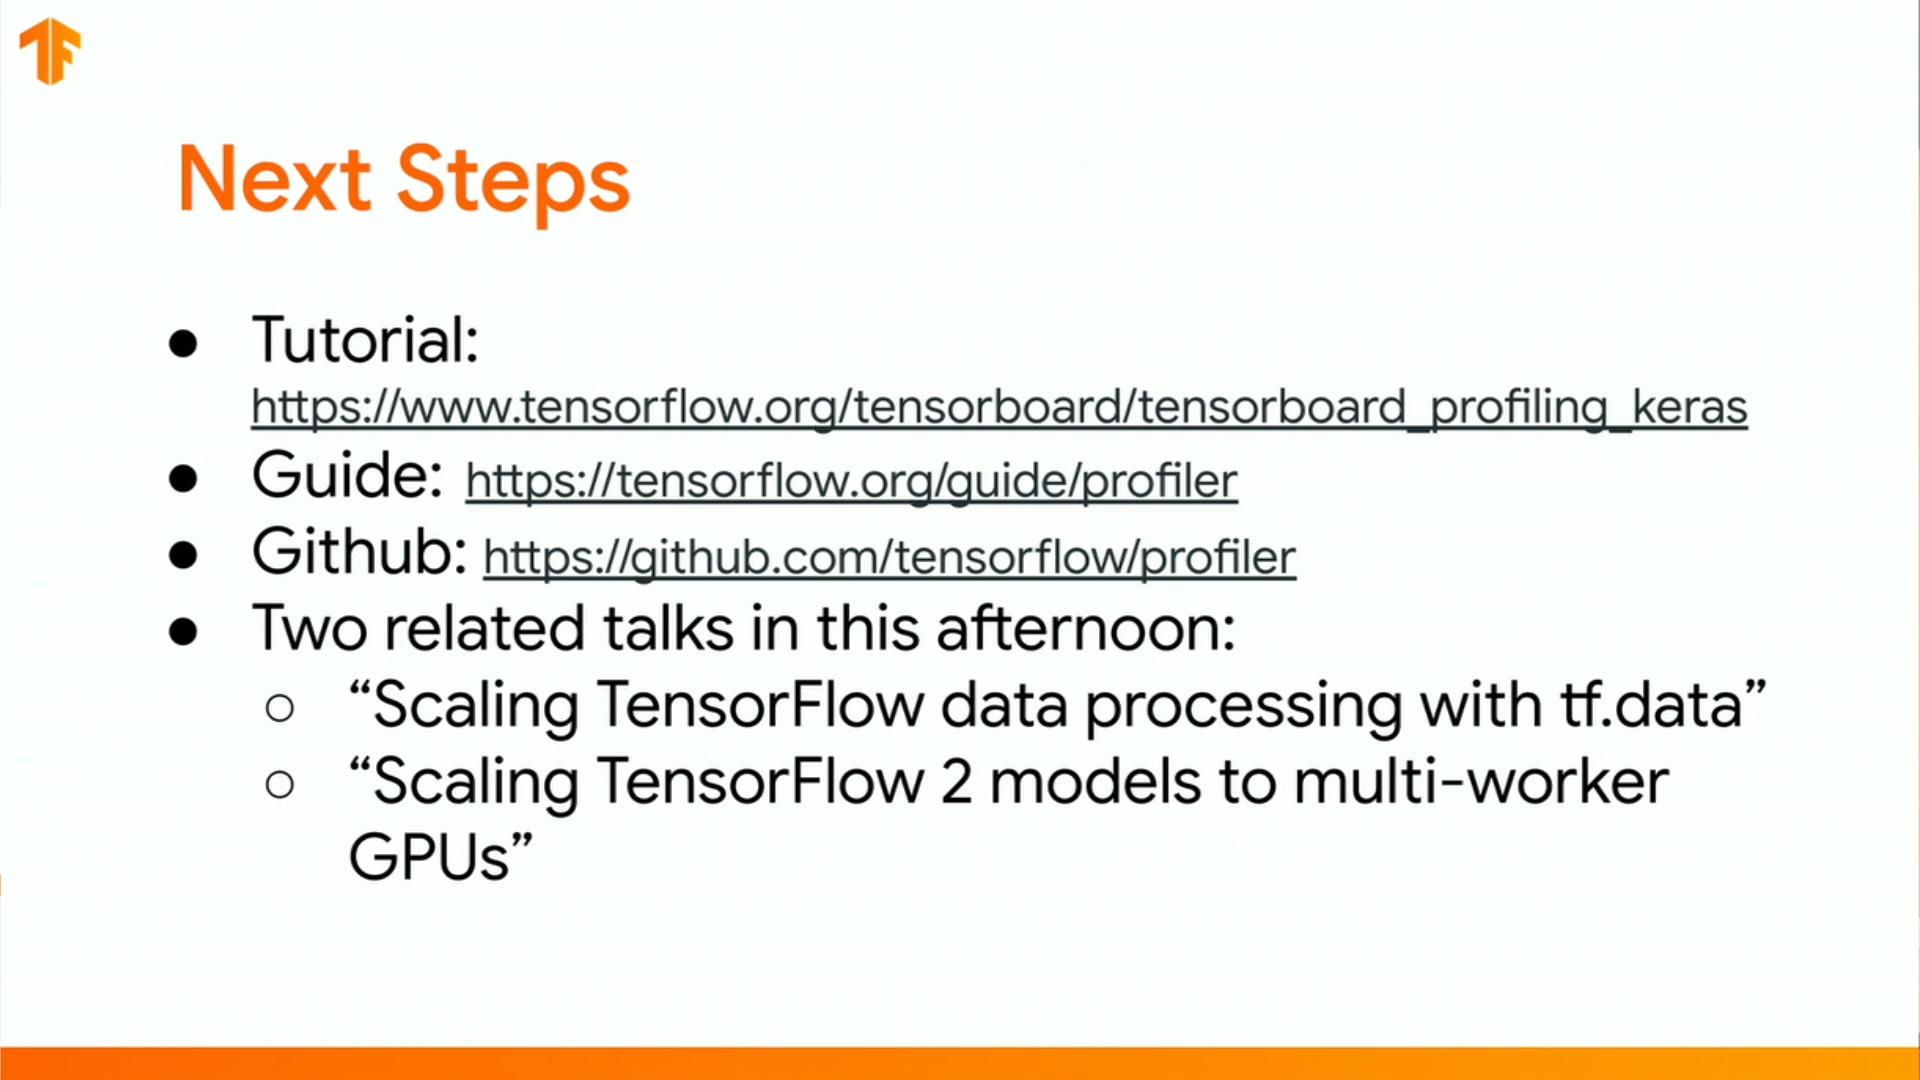 Next Steps
● Tutorial:
https://www.tensorflow.org/tensorboard/tensorboard_profiling_keras
● Guide: https://tensorflow.org/guide/profiler
● Github: https://github.com/tensorflow/profiler
● Two related talks in this afternoon:
○ “Scaling TensorFlow data processing with tf.data”
○ “Scaling TensorFlow 2 models to multi-worker
GPUs”